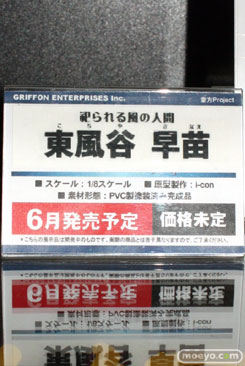 GRIFFON ENTERPRISES Inc. 東方Project
祀られる風の人間
こちや さなえ
東風谷 早苗
■スケール：1/8スケール ■原型製作：i-con
■素材形態：PVC製塗装済み完成品
6月発売予定 価格未定
moeyo.com